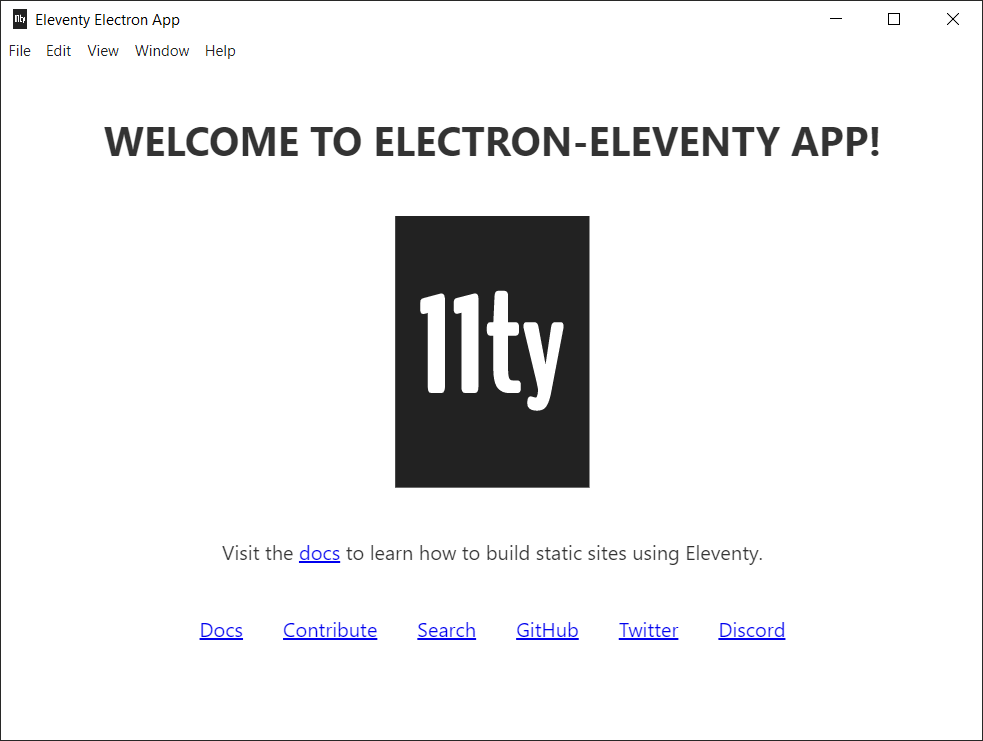 11ty Eleventy Electron App
File Edit View Window Help
WELCOME TO ELECTRON-ELEVENTY APP!
11ty
Visit the docs to learn how to build static sites using Eleventy.
Docs Contribute Search GitHub Twitter Discord